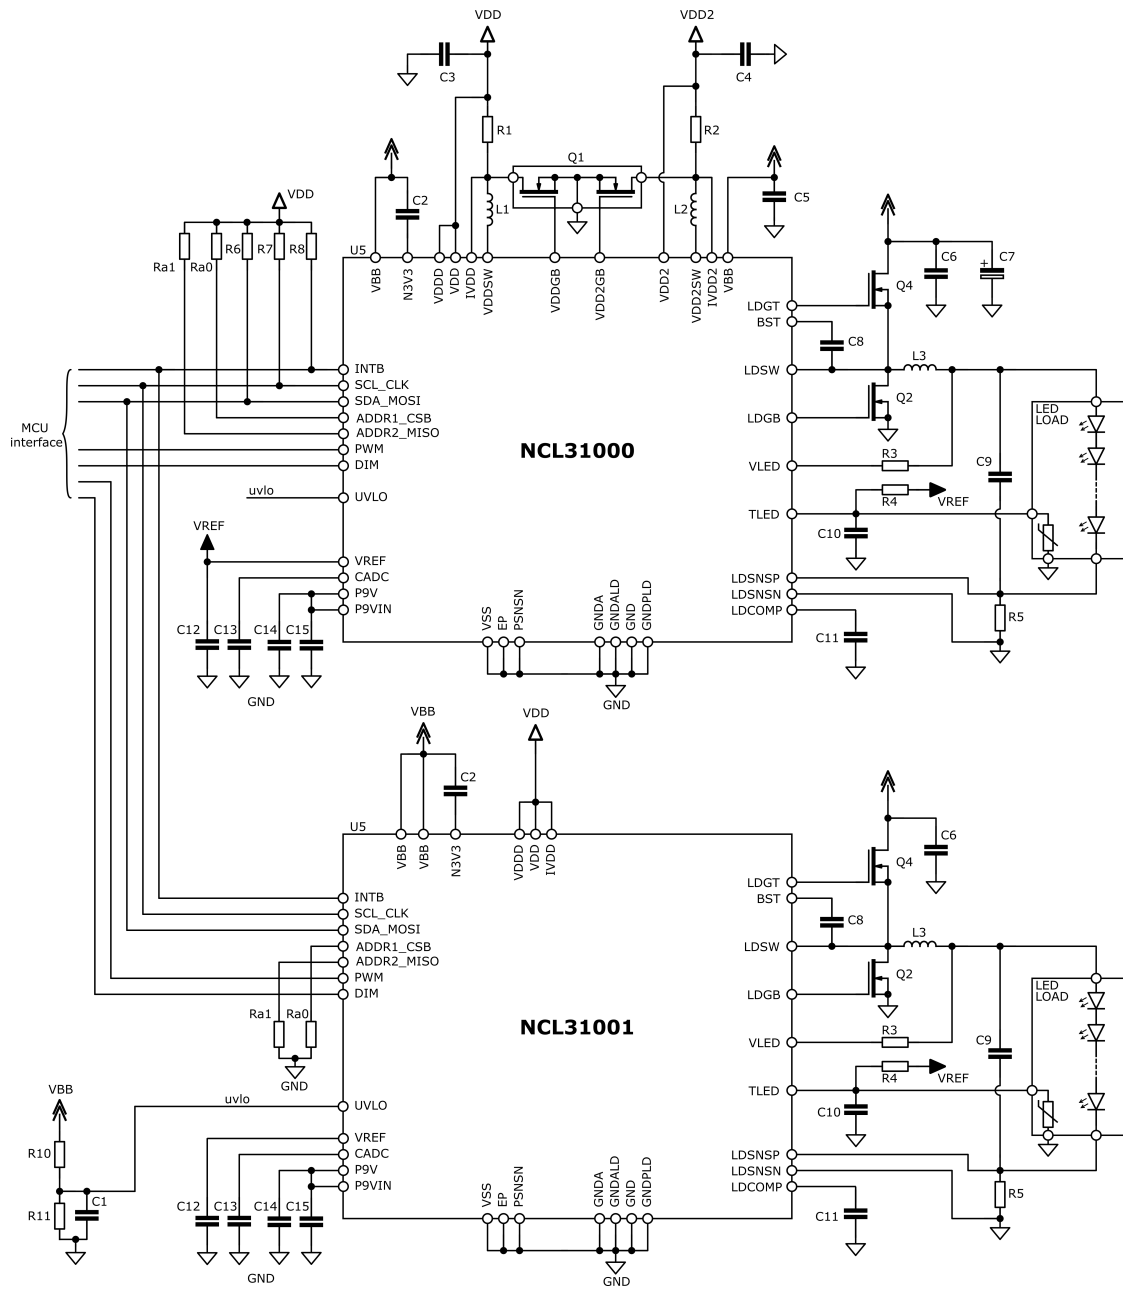 VDD
VDD2
C3
C4
R1
R2
Q1
C2
L1
L2
C5
VDD
R6
R7
R8
Ra1
Ra0
U5
VBB
N3V3
VDDD
VDD
IVDD
VDDSW
VDDGB
VDD2GB
VDD2
VDD2SW
IVDD2
VBB
C6
C7
+
Q4
LDGT
BST
C8
L3
LDSW
Q2
LDGB
LED
LOAD
MCU
interface
INTB
SCL_CLK
SDA_MOSI
ADDR1_CSB
ADDR2_MISO
PWM
DIM
uvlo
UVLO
NCL31000
VLED
R3
R4
VREF
C9
TLED
C10
VREF
VREF
CADC
P9V
P9VIN
VSS
EP
PSNSN
GNDA
GNDALD
GND
GNDPLD
LDSNSP
LDSNSN
LDCOMP
R5
C11
C12
C13
C14
C15
GND
GND
VBB
VDD
C2
U5
VBB
VBB
N3V3
VDDD
VDD
IVDD
C6
Q4
LDGT
BST
C8
L3
LDSW
Q2
LDGB
LED
LOAD
INTB
SCL_CLK
SDA_MOSI
ADDR1_CSB
ADDR2_MISO
PWM
DIM
Ra1
Ra0
GND
NCL31001
VLED
R3
R4
VREF
C9
TLED
C10
VBB
uvlo
UVLO
R10
R11
C1
VREF
CADC
P9V
P9VIN
VSS
EP
PSNSN
GNDA
GNDALD
GND
GNDPLD
LDSNSP
LDSNSN
LDCOMP
R5
C11
C12
C13
C14
C15
GND
GND